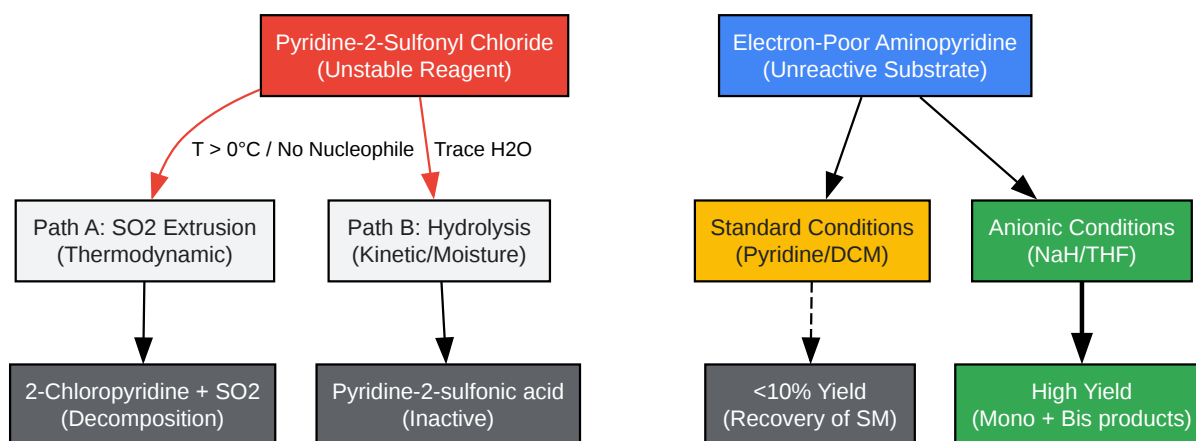 Pyridine-2-Sulfonyl Chloride
(Unstable Reagent)
Electron-Poor Aminopyridine
(Unreactive Substrate)
T > 0°C / No Nucleophile
Trace H2O
Path A: SO2 Extrusion
(Thermodynamic)
Path B: Hydrolysis
(Kinetic/Moisture)
Standard Conditions
(Pyridine/DCM)
Anionic Conditions
(NaH/THF)
2-Chloropyridine + SO2
(Decomposition)
Pyridine-2-sulfonic acid
(Inactive)
<10% Yield
(Recovery of SM)
High Yield
(Mono + Bis products)